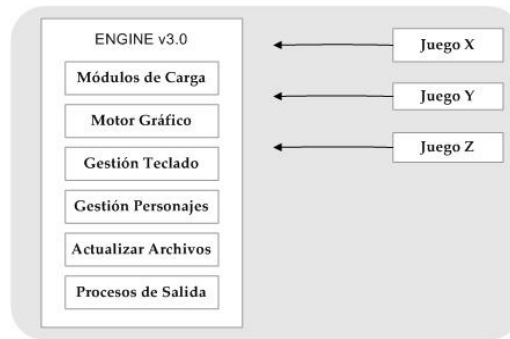 ENGINE v3.0
Módulos de Carga
Motor Gráfico
Gestión Teclado
Gestión Personajes
Actualizar Archivos
Procesos de Salida
Juego X
Juego Y
Juego Z